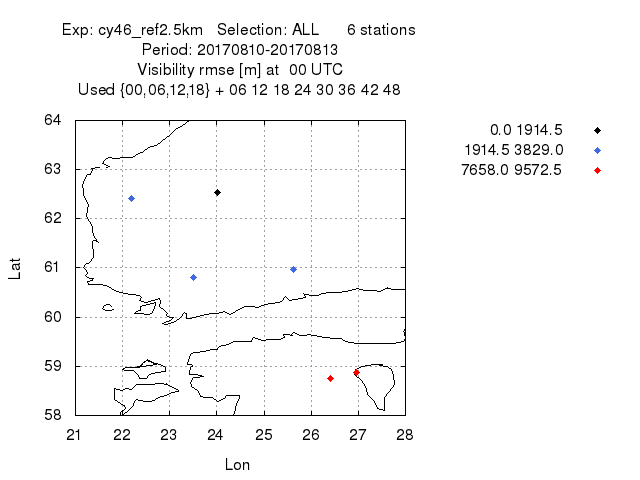 Exp: cy46_ref2.5km Selection: ALL 6 stations
Period: 20170810-20170813
Visibility rmse [m] at 00 UTC
Used {00,06,12,18} + 06 12 18 24 30 36 42 48
0.0 1914.5
1914.5 3829.0
7658.0 9572.5
64
63
62
61
60
59
58
Lat
21 22 23 24 25 26 27 28
Lon